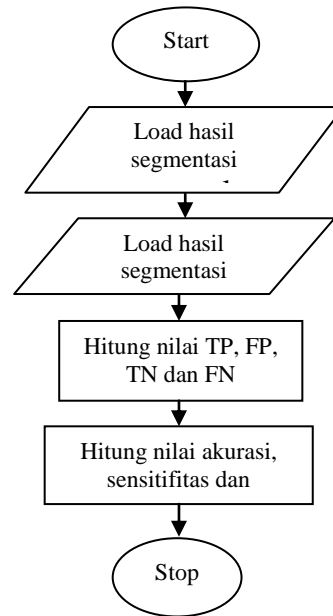 Start
Load hasil
segmentasi
Load hasil
segmentasi
Hitung nilai TP, FP,
TN dan FN
Hitung nilai akurasi,
sensitifitas dan
Stop